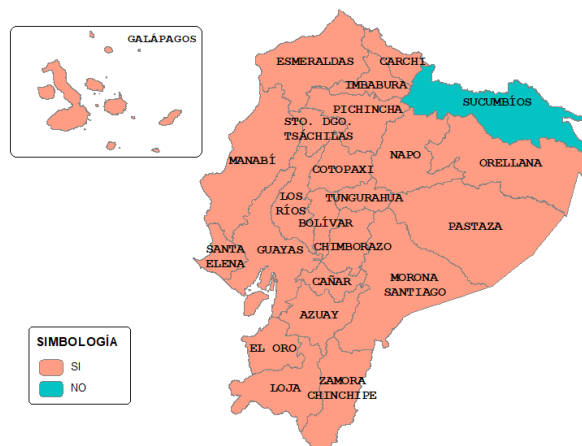 GALÁPAGOS
ESMERALDAS
CARCHI
IMBABURA
SUCUMBÍOS
PICHINCHA
STO. DGO.
TSÁCHILAS
MANABÍ
NAPO
ORELLANA
COTOPAXI
LOS
RÍOS
TUNGURAHUA
BOLÍVAR
PASTAZA
SANTA
ELENA
GUAYAS
CHIMBORAZO
CAÑAR
MORONA
SANTIAGO
AZUAY
EL ORO
LOJA
ZAMORA
CHINCHIPE
SIMBOLOGÍA
SI
NO